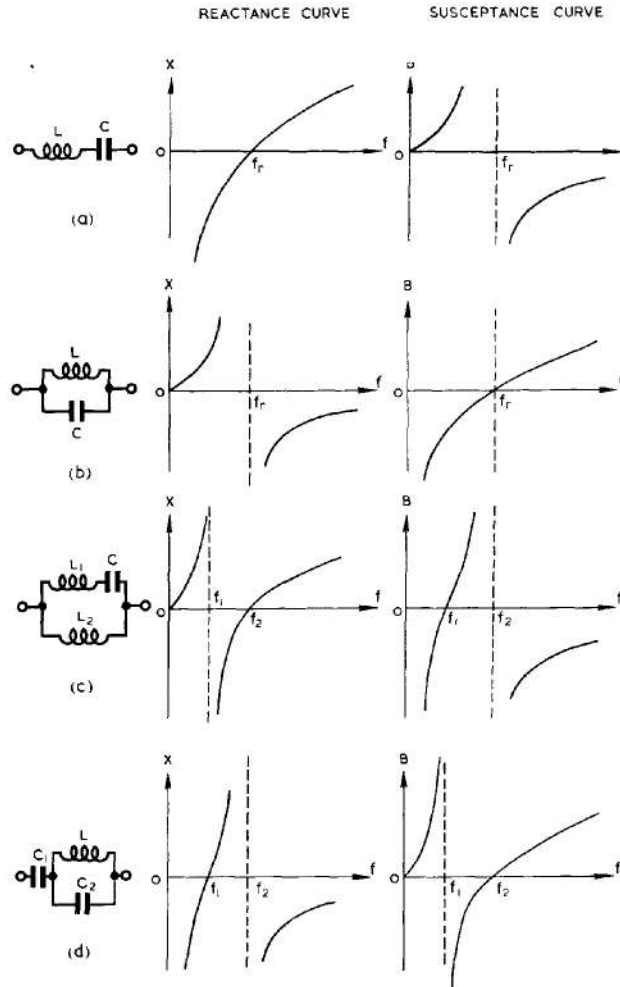 REACTANCE CURVE SUSCEPTANCE CURVE
L C
(a)
X
O
f
fr
O
fr
L
C
(b)
X
O
f
fr
B
O
fr
L1 C
L2
(c)
X
O
f
f1 f2
B
O
f
f1 f2
C1 L
C2
(d)
X
O
f
f1 f2
B
O
f
f1 f2